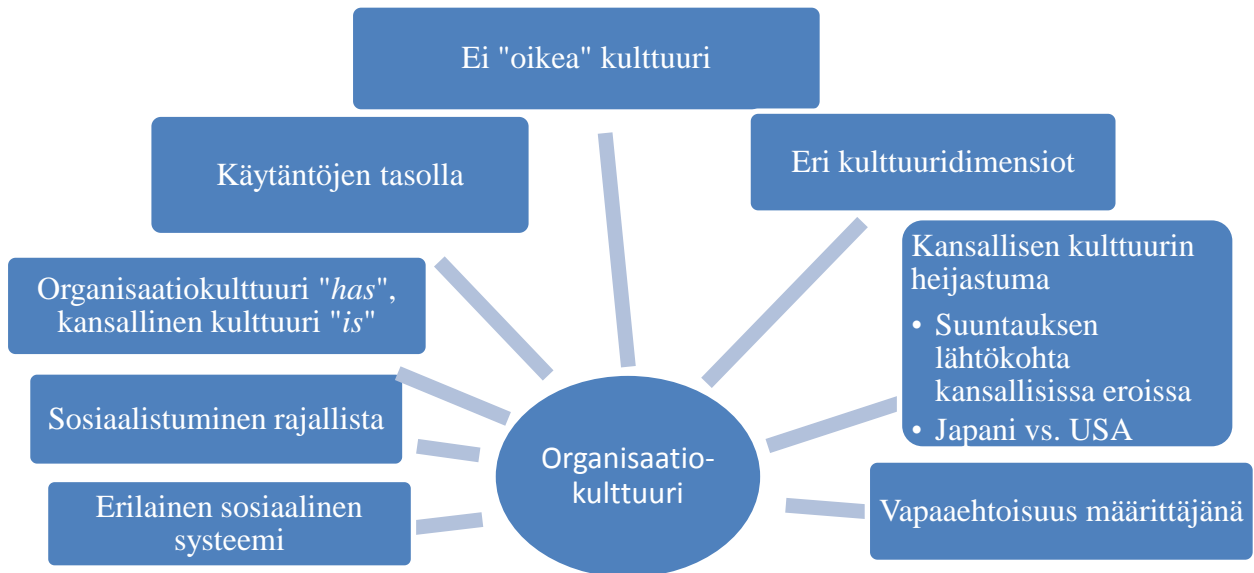 Ei "oikea" kulttuuri
Käytäntöjen tasolla
Eri kulttuuridimensiot
Organisaatiokulttuuri "has",
kansallinen kulttuuri "is"
Kansallisen kulttuurin
heijastuma
• Suuntauksen
lähtökohta
kansallisissa eroissa
• Japani vs. USA
Sosiaalistuminen rajallista
Organisaatio-
kulttuuri
Erilainen sosiaalinen
systeemi
Vapaaehtoisuus määrittäjänä